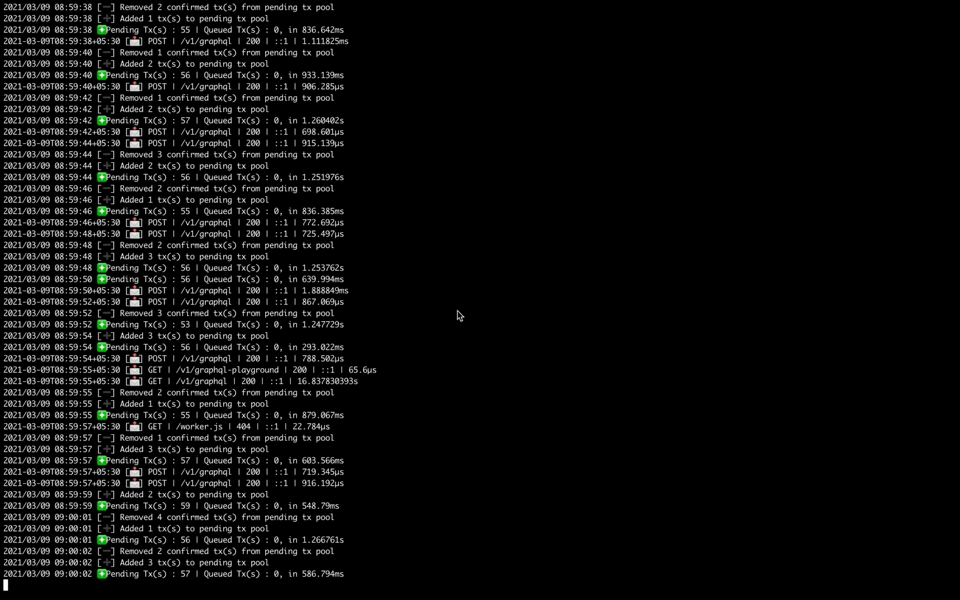 2021/03/09 08:59:38 [➖] Removed 2 confirmed tx(s) from pending tx pool
2021/03/09 08:59:38 [➕] Added 1 tx(s) to pending tx pool
2021/03/09 08:59:38 ❇️Pending Tx(s) : 55 | Queued Tx(s) : 0, in 836.642ms
2021-03-09T08:59:38+05:30 [📩] POST | /v1/graphql | 200 | ::1 | 1.111825ms
2021/03/09 08:59:40 [➖] Removed 1 confirmed tx(s) from pending tx pool
2021/03/09 08:59:40 [➕] Added 2 tx(s) to pending tx pool
2021/03/09 08:59:40 ❇️Pending Tx(s) : 56 | Queued Tx(s) : 0, in 933.139ms
2021-03-09T08:59:40+05:30 [📩] POST | /v1/graphql | 200 | ::1 | 906.285µs
2021/03/09 08:59:42 [➖] Removed 1 confirmed tx(s) from pending tx pool
2021/03/09 08:59:42 [➕] Added 2 tx(s) to pending tx pool
2021/03/09 08:59:42 ❇️Pending Tx(s) : 57 | Queued Tx(s) : 0, in 1.260402s
2021-03-09T08:59:42+05:30 [📩] POST | /v1/graphql | 200 | ::1 | 698.601µs
2021-03-09T08:59:44+05:30 [📩] POST | /v1/graphql | 200 | ::1 | 915.139µs
2021/03/09 08:59:44 [➖] Removed 3 confirmed tx(s) from pending tx pool
2021/03/09 08:59:44 [➕] Added 2 tx(s) to pending tx pool
2021/03/09 08:59:44 ❇️Pending Tx(s) : 56 | Queued Tx(s) : 0, in 1.251976s
2021/03/09 08:59:46 [➖] Removed 2 confirmed tx(s) from pending tx pool
2021/03/09 08:59:46 [➕] Added 1 tx(s) to pending tx pool
2021/03/09 08:59:46 ❇️Pending Tx(s) : 55 | Queued Tx(s) : 0, in 836.385ms
2021-03-09T08:59:46+05:30 [📩] POST | /v1/graphql | 200 | ::1 | 772.692µs
2021-03-09T08:59:48+05:30 [📩] POST | /v1/graphql | 200 | ::1 | 725.497µs
2021/03/09 08:59:48 [➖] Removed 2 confirmed tx(s) from pending tx pool
2021/03/09 08:59:48 [➕] Added 3 tx(s) to pending tx pool
2021/03/09 08:59:48 ❇️Pending Tx(s) : 56 | Queued Tx(s) : 0, in 1.253762s
2021/03/09 08:59:50 ❇️Pending Tx(s) : 56 | Queued Tx(s) : 0, in 639.994ms
2021-03-09T08:59:50+05:30 [📩] POST | /v1/graphql | 200 | ::1 | 1.888849ms
2021-03-09T08:59:52+05:30 [📩] POST | /v1/graphql | 200 | ::1 | 867.069µs
2021/03/09 08:59:52 [➖] Removed 3 confirmed tx(s) from pending tx pool
2021/03/09 08:59:52 ❇️Pending Tx(s) : 53 | Queued Tx(s) : 0, in 1.247729s
2021/03/09 08:59:54 [➕] Added 3 tx(s) to pending tx pool
2021/03/09 08:59:54 ❇️Pending Tx(s) : 56 | Queued Tx(s) : 0, in 293.022ms
2021-03-09T08:59:54+05:30 [📩] POST | /v1/graphql | 200 | ::1 | 788.502µs
2021-03-09T08:59:55+05:30 [📩] GET | /v1/graphql-playground | 200 | ::1 | 65.6µs
2021-03-09T08:59:55+05:30 [📩] GET | /v1/graphql | 200 | ::1 | 16.837830393s
2021/03/09 08:59:55 [➖] Removed 2 confirmed tx(s) from pending tx pool
2021/03/09 08:59:55 [➕] Added 1 tx(s) to pending tx pool
2021/03/09 08:59:55 ❇️Pending Tx(s) : 55 | Queued Tx(s) : 0, in 879.067ms
2021-03-09T08:59:57+05:30 [📩] GET | /worker.js | 404 | ::1 | 22.784µs
2021/03/09 08:59:57 [➖] Removed 1 confirmed tx(s) from pending tx pool
2021/03/09 08:59:57 [➕] Added 3 tx(s) to pending tx pool
2021/03/09 08:59:57 ❇️Pending Tx(s) : 57 | Queued Tx(s) : 0, in 603.566ms
2021-03-09T08:59:57+05:30 [📩] POST | /v1/graphql | 200 | ::1 | 719.345µs
2021-03-09T08:59:57+05:30 [📩] POST | /v1/graphql | 200 | ::1 | 916.192µs
2021/03/09 08:59:59 [➕] Added 2 tx(s) to pending tx pool
2021/03/09 08:59:59 ❇️Pending Tx(s) : 59 | Queued Tx(s) : 0, in 548.79ms
2021/03/09 09:00:01 [➖] Removed 4 confirmed tx(s) from pending tx pool
2021/03/09 09:00:01 [➕] Added 1 tx(s) to pending tx pool
2021/03/09 09:00:01 ❇️Pending Tx(s) : 56 | Queued Tx(s) : 0, in 1.266761s
2021/03/09 09:00:02 [➖] Removed 2 confirmed tx(s) from pending tx pool
2021/03/09 09:00:02 [➕] Added 3 tx(s) to pending tx pool
2021/03/09 09:00:02 ❇️Pending Tx(s) : 57 | Queued Tx(s) : 0, in 586.794ms